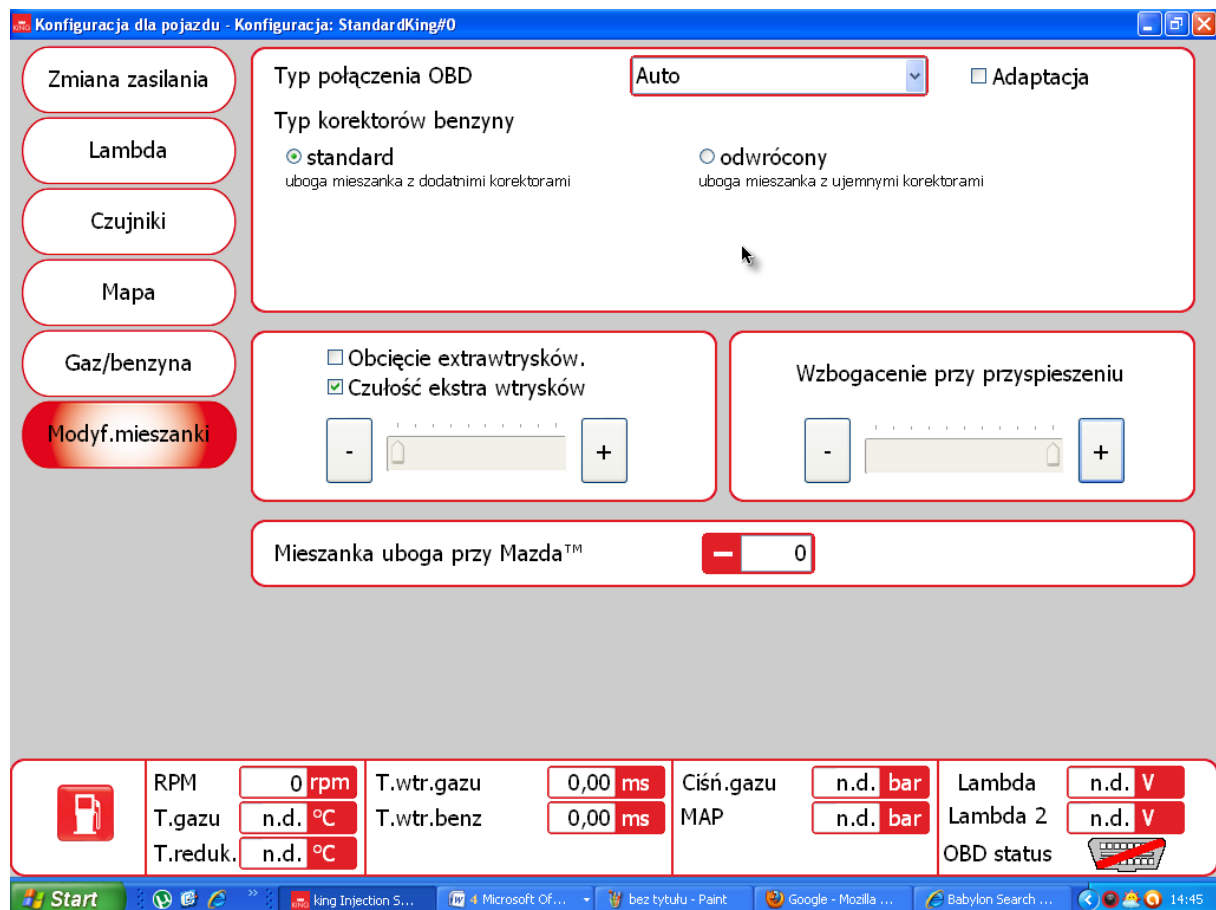 KING Konfiguracja dla pojazdu - Konfiguracja: StandardKing#0
Zmiana zasilania
Lambda
Czujniki
Mapa
Gaz/benzyna
Modyf.mieszanki
Typ połączenia OBD
Auto
Adaptacja
Typ korektorów benzyny
standard
uboga mieszanka z dodatnimi korektorami
odwrócony
uboga mieszanka z ujemnymi korektorami
Obcięcie extrawtrysków.
Czułość ekstra wtrysków
- +
Wzbogacenie przy przyspieszeniu
- +
Mieszanka uboga przy Mazda™
0
RPM 0 rpm
T.gazu n.d. °C
T.reduk. n.d. °C
T.wtr.gazu 0,00 ms
T.wtr.benz 0,00 ms
Ciśń.gazu n.d. bar
MAP n.d. bar
Lambda n.d. V
Lambda 2 n.d. V
OBD status
Start king Injection S... 4 Microsoft Of... bez tytułu - Paint Google - Mozilla ... Babylon Search ... 14:45